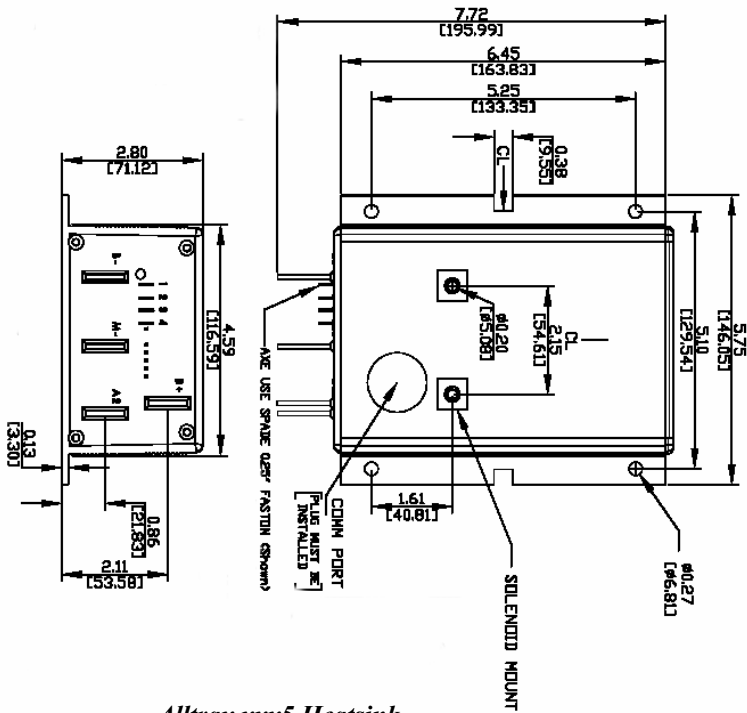 7.72
[195.99]
6.45
[163.83]
5.25
[133.35]
0.38
[9.55]
CL
2.80
[71.12]
B-
1
2
3
4
M-
A2
B+
4.59
[116.59]
0.13
[3.30]
0.86
[21.83]
2.11
[53.58]
ø0.20
[ø5.08]
2.15
[54.61]
CL
5.10
[129.54]
5.75
[146.05]
1.61
[40.81]
AXE USE SPADE 0.25" FASTON (Shown)
COMM PORT
[PLUG MUST BE
INSTALLED]
SOLENOID MOUNT
ø0.27
[ø6.81]